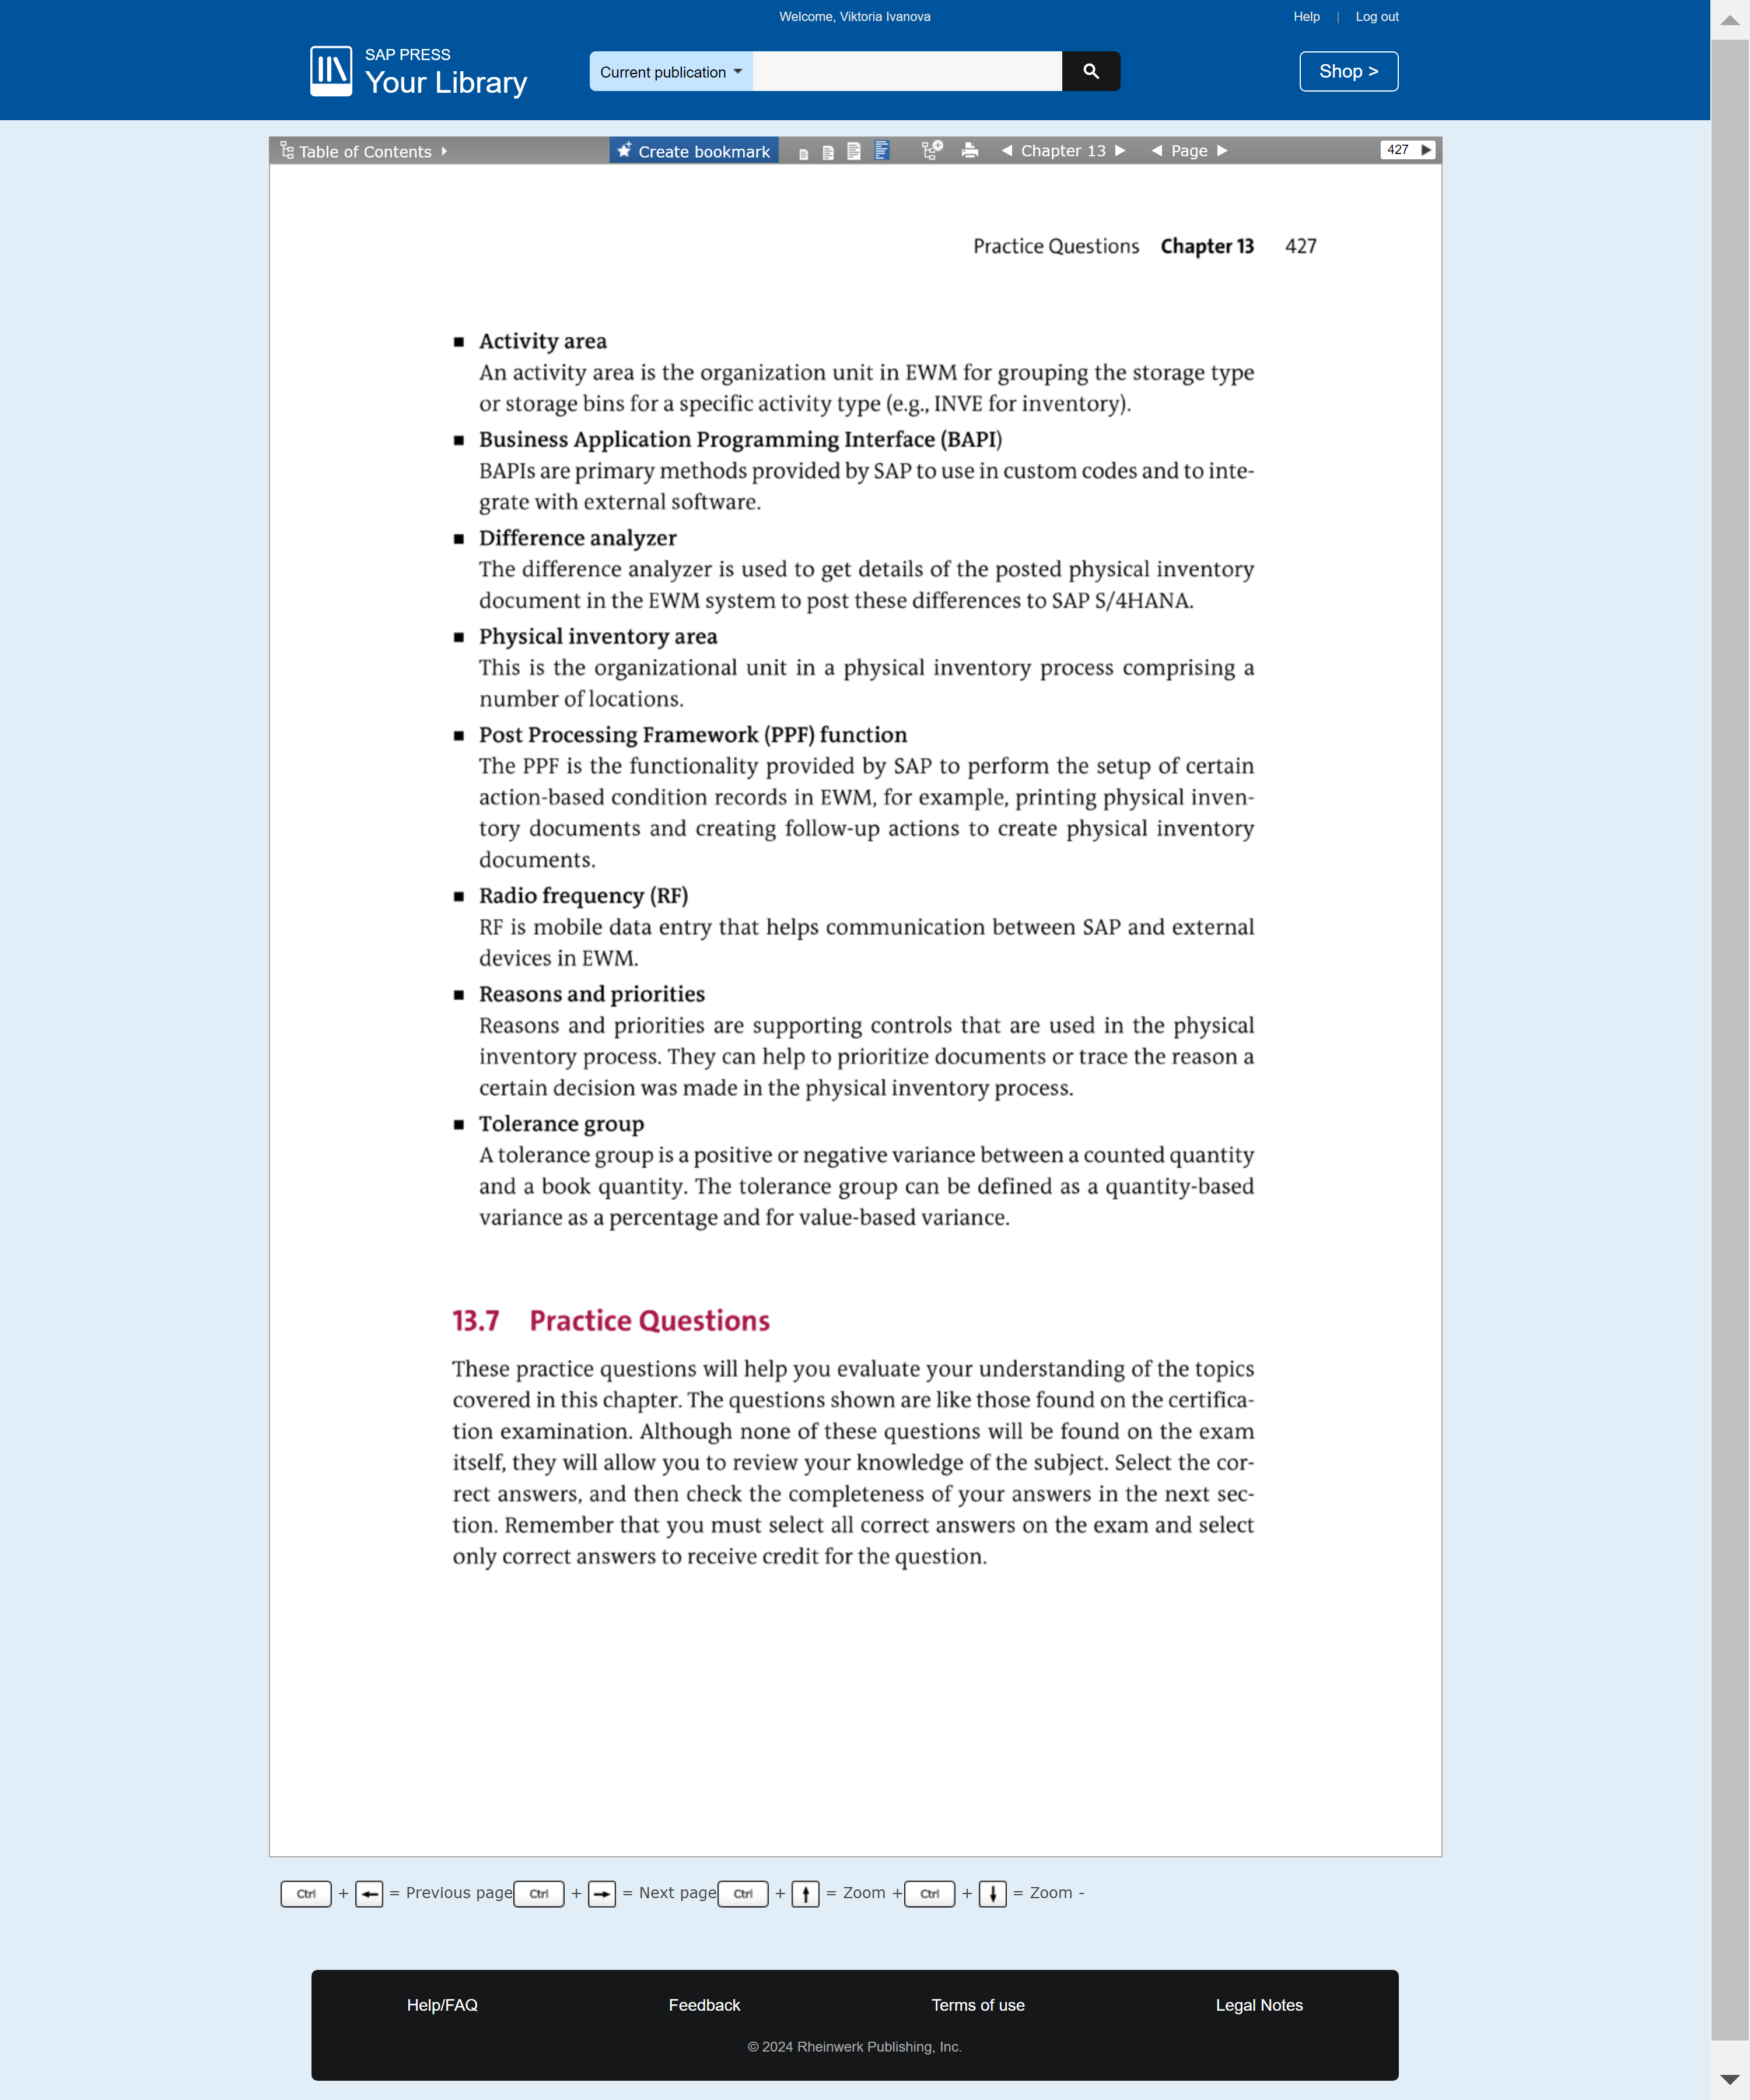 Welcome, Viktoria Ivanova
Help | Log out
SAP PRESS
Your Library
Current publication
Shop >
Table of Contents
Create bookmark
Chapter 13
Page
427
Practice Questions Chapter 13 427
■ Activity area
An activity area is the organization unit in EWM for grouping the storage type
or storage bins for a specific activity type (e.g., INVE for inventory).
■ Business Application Programming Interface (BAPI)
BAPIs are primary methods provided by SAP to use in custom codes and to inte-
grate with external software.
■ Difference analyzer
The difference analyzer is used to get details of the posted physical inventory
document in the EWM system to post these differences to SAP S/4HANA.
■ Physical inventory area
This is the organizational unit in a physical inventory process comprising a
number of locations.
■ Post Processing Framework (PPF) function
The PPF is the functionality provided by SAP to perform the setup of certain
action-based condition records in EWM, for example, printing physical inven-
tory documents and creating follow-up actions to create physical inventory
documents.
■ Radio frequency (RF)
RF is mobile data entry that helps communication between SAP and external
devices in EWM.
■ Reasons and priorities
Reasons and priorities are supporting controls that are used in the physical
inventory process. They can help to prioritize documents or trace the reason a
certain decision was made in the physical inventory process.
■ Tolerance group
A tolerance group is a positive or negative variance between a counted quantity
and a book quantity. The tolerance group can be defined as a quantity-based
variance as a percentage and for value-based variance.
13.7 Practice Questions
These practice questions will help you evaluate your understanding of the topics
covered in this chapter. The questions shown are like those found on the certifica-
tion examination. Although none of these questions will be found on the exam
itself, they will allow you to review your knowledge of the subject. Select the cor-
rect answers, and then check the completeness of your answers in the next sec-
tion. Remember that you must select all correct answers on the exam and select
only correct answers to receive credit for the question.
Ctrl + ← = Previous page Ctrl + → = Next page Ctrl + ↑ = Zoom + Ctrl + ↓ = Zoom -
Help/FAQ
Feedback
Terms of use
Legal Notes
© 2024 Rheinwerk Publishing, Inc.